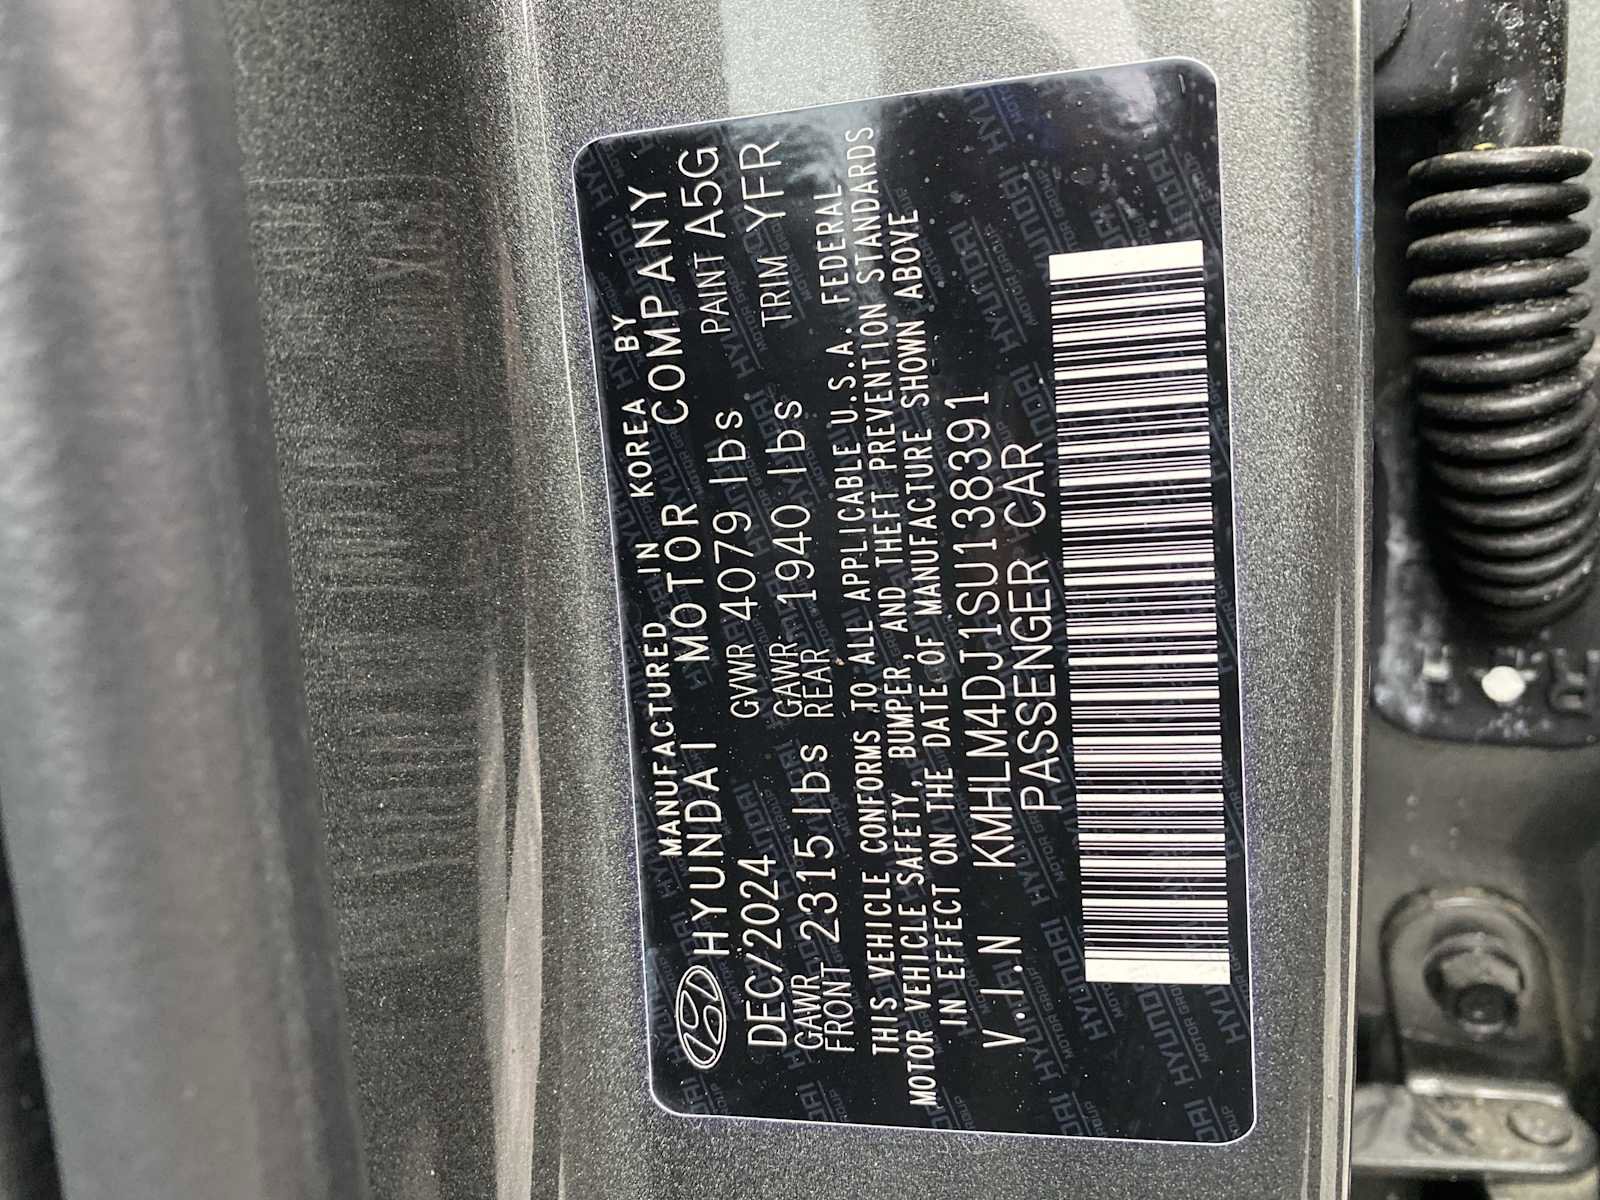 MANUFACTURED IN KOREA BY
HYUNDAI MOTOR COMPANY
DEC/2024 GVWR 4079 lbs PAINT A5G
GAWR FRONT 2315 lbs GAWR REAR 1940 lbs TRIM YFR
THIS VEHICLE CONFORMS TO ALL APPLICABLE U.S.A. FEDERAL
MOTOR VEHICLE SAFETY, BUMPER, AND THEFT PREVENTION STANDARDS
IN EFFECT ON THE DATE OF MANUFACTURE SHOWN ABOVE
V.I.N KMHLM4DJ1SU138391
PASSENGER CAR